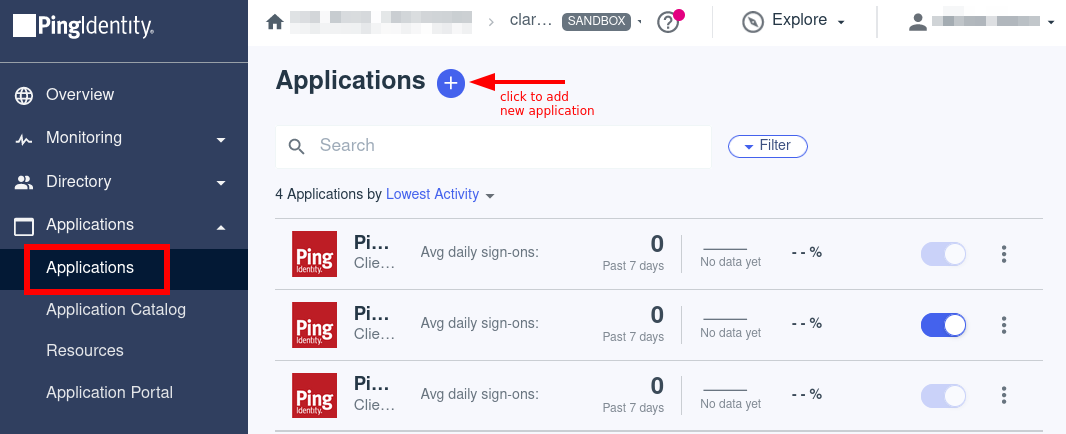 PingIdentity.
clar... SANDBOX
Explore
Overview
Monitoring
Directory
Applications
Applications
Application Catalog
Resources
Application Portal
Applications
click to add
new application
Search
Filter
4 Applications by Lowest Activity
Ping
Identity.
Pi...
Clie...
Avg daily sign-ons:
0
Past 7 days
No data yet
- - %
Ping
Identity.
Pi...
Clie...
Avg daily sign-ons:
0
Past 7 days
No data yet
- - %
Ping
Identity.
Pi...
Clie...
Avg daily sign-ons:
0
Past 7 days
No data yet
- - %